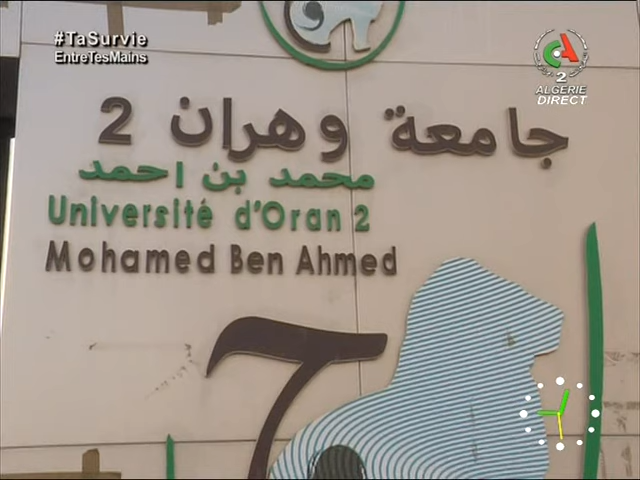 #TaSurvie
EntreTesMains
2
ALGERIE
DIRECT
جامعة وهران 2
محمد بن احمد
Université d'Oran 2
Mohamed Ben Ahmed